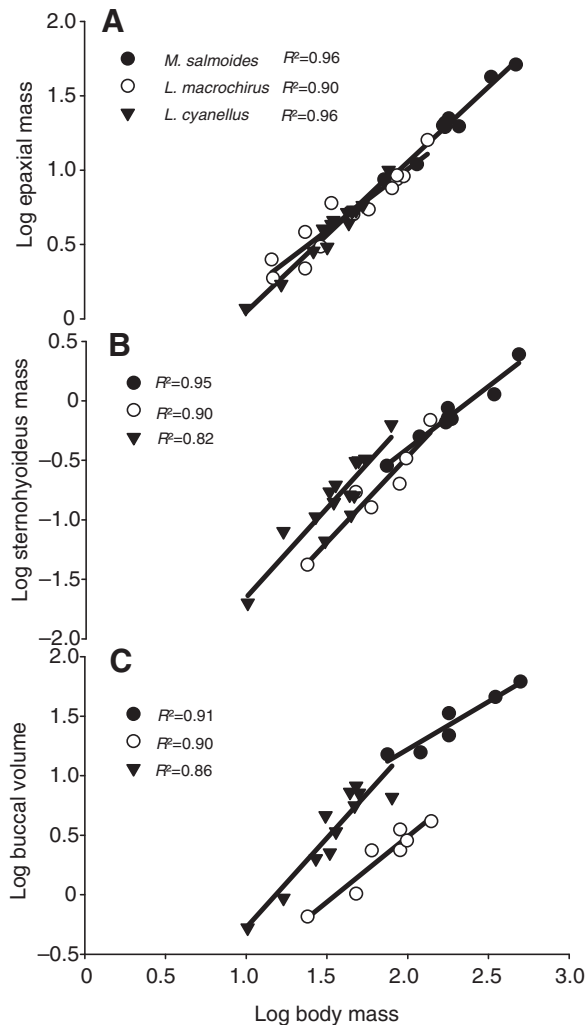 A
2.0
M. salmoides R²=0.96
L. macrochirus R²=0.90
L. cyanellus R²=0.96
1.5
1.0
0.5
0
Log epaxial mass
B
0.5
R²=0.95
R²=0.90
R²=0.82
0
–0.5
–1.0
–1.5
–2.0
Log sternohyoideus mass
C
2.0
R²=0.91
R²=0.90
R²=0.86
1.5
1.0
0.5
0
–0.5
Log buccal volume
0 0.5 1.0 1.5 2.0 2.5 3.0
Log body mass